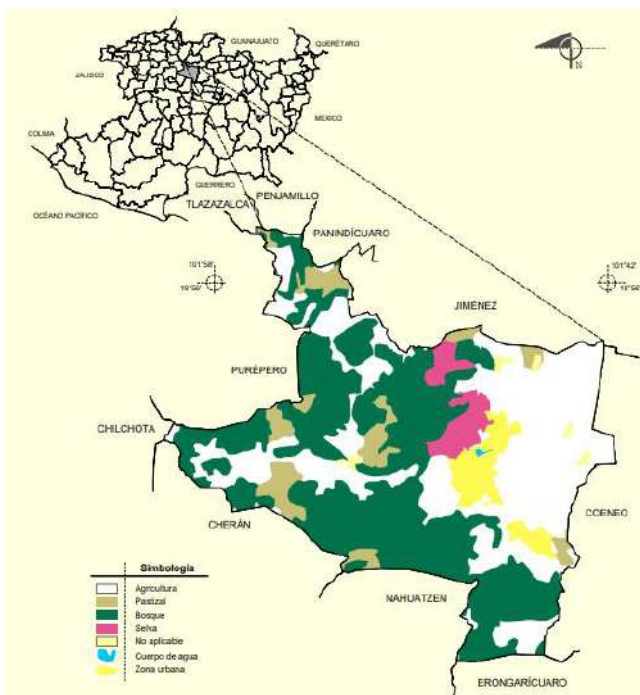 GUANAJUATO
QUERÉTARO
JALISCO
MEXICO
COLIMA
GUERRERO
OCÉANO PACÍFICO
N
TLAZAZALCA
PENJAMILLO
PANINDÍCUARO
101°58'
19°56'
101°42'
19°56'
JIMÉNEZ
PURÉPERO
CHILCHOTA
CHERÁN
COENEO
NAHUATZEN
ERONGARÍCUARO
Simbología
Agricultura
Pastizal
Bosque
Selva
No aplicable
Cuerpo de agua
Zona urbana